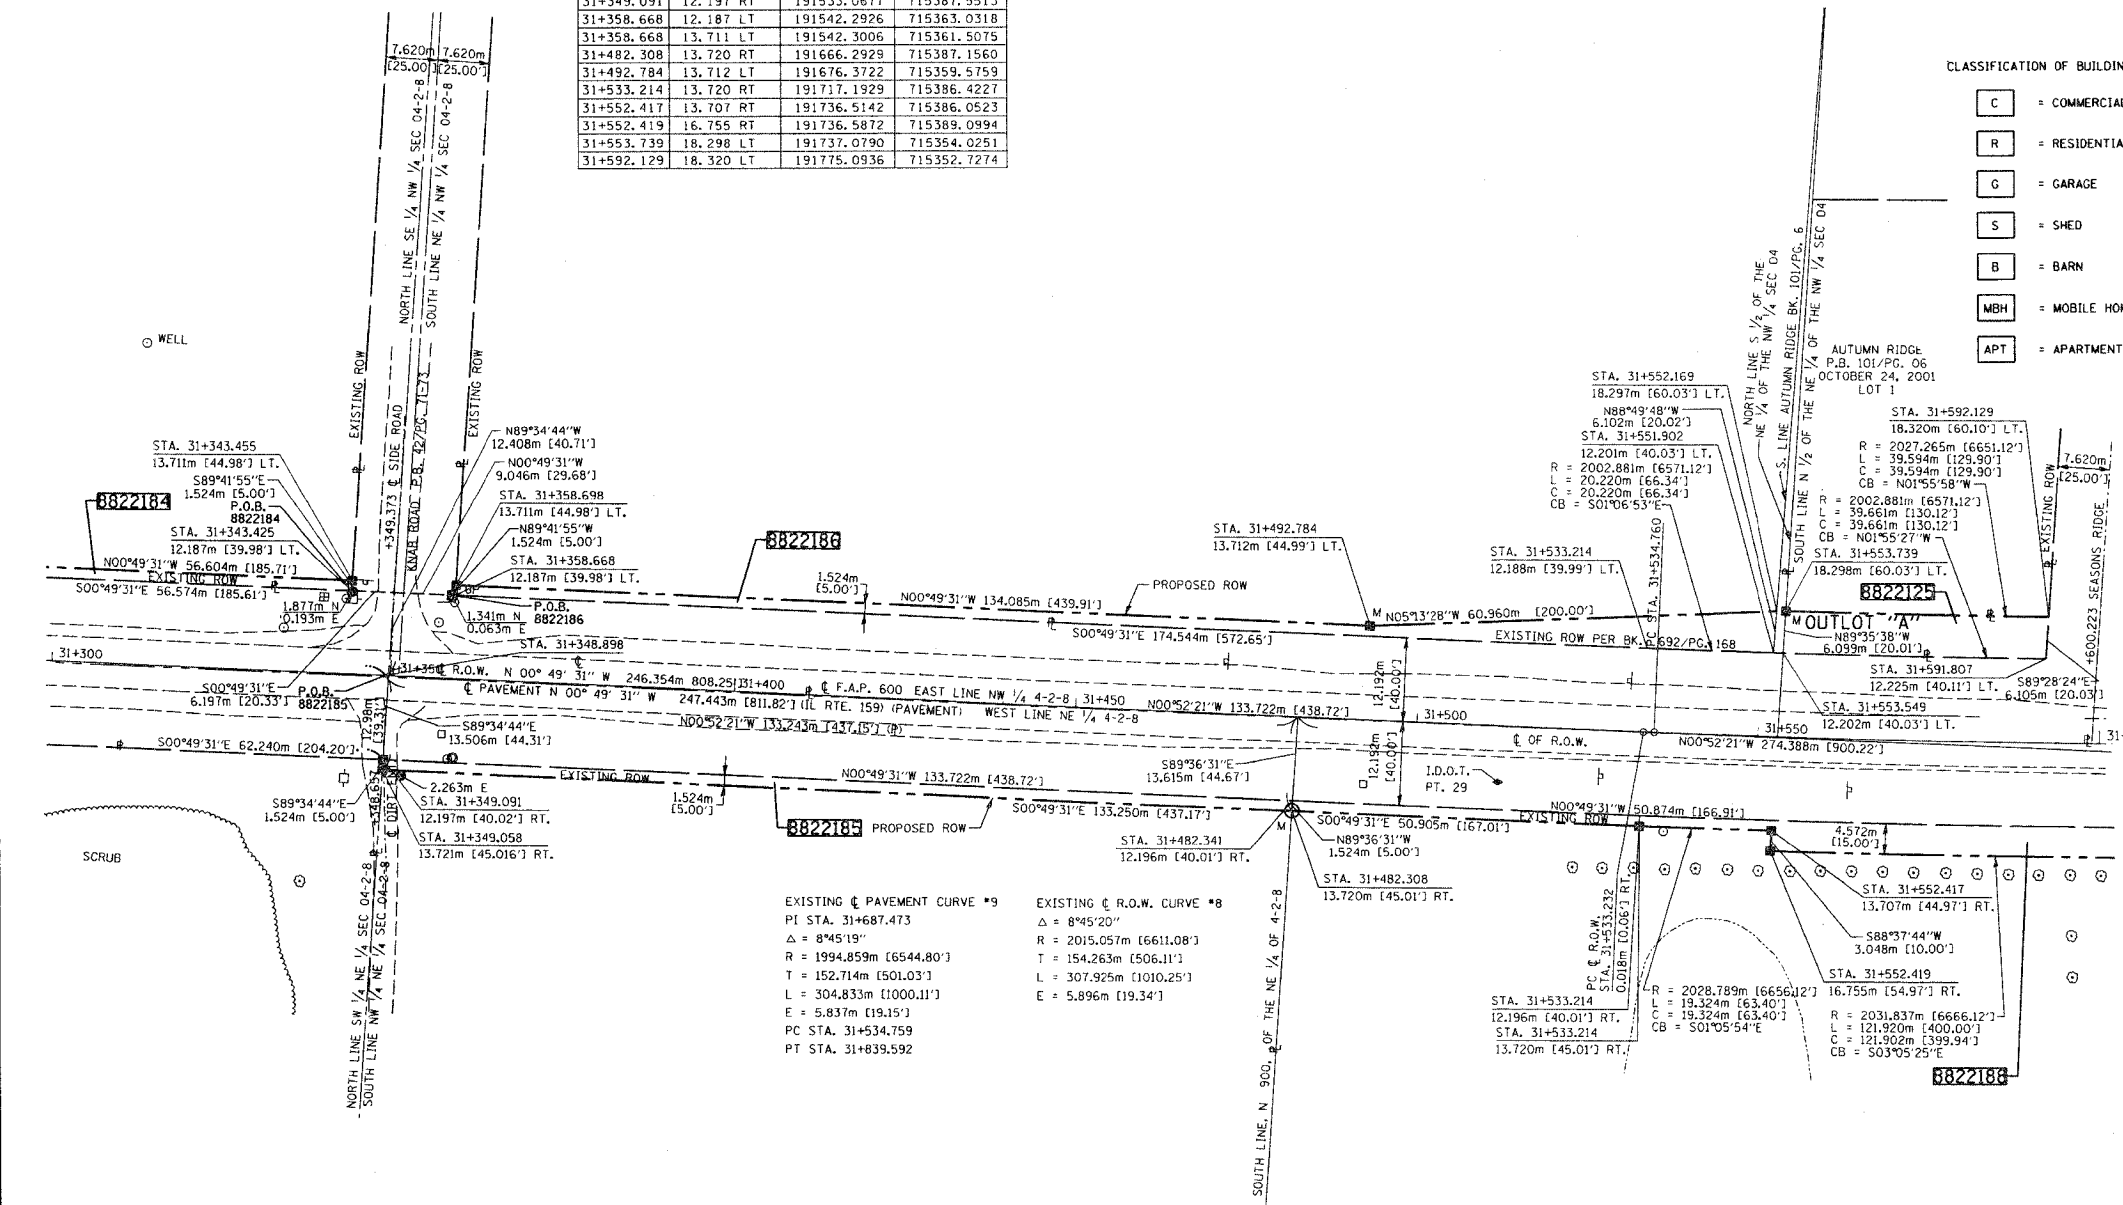 31+349.091 12.197 RT 191533.0671 715387.5513
31+358.668 12.187 LT 191542.2926 715363.0318
31+358.668 13.711 LT 191542.3006 715361.5075
31+482.308 13.720 RT 191666.2929 715387.1560
31+492.784 13.712 LT 191676.3722 715359.5759
31+533.214 13.720 RT 191717.1929 715386.4227
31+552.417 13.707 RT 191736.5142 715386.0523
31+552.419 16.755 RT 191736.5872 715389.0994
31+553.739 18.298 LT 191737.0790 715354.0251
31+592.129 18.320 LT 191775.0936 715352.7274
CLASSIFICATION OF BUILDIN
C = COMMERCIAL
R = RESIDENTIA
G = GARAGE
S = SHED
B = BARN
MBH = MOBILE HO
APT = APARTMENT
7.620m 7.620m
[25.00'] [25.00']
NORTH LINE SE 1/4 NW 1/4 SEC 04-2-8
SOUTH LINE NE 1/4 NW 1/4 SEC 04-2-8
EXISTING ROW
EXISTING ROW
+349.373 ℄ SIDE ROAD
KNAB ROAD P.B. 42/PG. 71-73
WELL
STA. 31+343.455
13.711m [44.98'] LT.
S89°41'55"E
1.524m [5.00']
P.O.B.
8822184
8822184
STA. 31+343.425
12.187m [39.98'] LT.
N00°49'31"W 56.604m [185.71']
EXISTING ROW
S00°49'31"E 56.574m [185.61']
1.877m N
0.193m E
N89°34'44"W
12.408m [40.71']
N00°49'31"W
9.046m [29.68']
STA. 31+358.698
13.711m [44.98'] LT.
N89°41'55"W
1.524m [5.00']
STA. 31+358.668
12.187m [39.98'] LT.
P.O.B.
8822186
1.341m N
0.063m E
STA. 31+348.898
8822186
1.524m
[5.00']
N00°49'31"W 134.085m [439.91']
PROPOSED ROW
S00°49'31"E 174.544m [572.65']
STA. 31+492.784
13.712m [44.99'] LT.
M N05°13'28"W 60.960m [200.00']
EXISTING ROW PER BK. 692/PG. 168
STA. 31+533.214
12.188m [39.99'] LT.
PC STA. 31+534.760
STA. 31+552.169
18.297m [60.03'] LT.
N88°49'48"W
6.102m [20.02']
STA. 31+551.902
12.201m [40.03'] LT.
R = 2002.881m [6571.12']
L = 20.220m [66.34']
C = 20.220m [66.34']
CB = S01°06'53"E
NORTH LINE S 1/2 OF THE
NE 1/4 OF THE NW 1/4 SEC 04
S. LINE AUTUMN RIDGE BK. 101/PG. 6
SOUTH LINE N 1/2 OF THE NE 1/4 OF THE NW 1/4 SEC 04
AUTUMN RIDGE
P.B. 101/PG. 06
OCTOBER 24, 2001
LOT 1
STA. 31+592.129
18.320m [60.10'] LT.
R = 2027.265m [6651.12']
L = 39.594m [129.90']
C = 39.594m [129.90']
CB = N01°55'58"W
R = 2002.881m [6571.12']
L = 39.661m [130.12']
C = 39.661m [130.12']
CB = N01°55'27"W
STA. 31+553.739
18.298m [60.03'] LT.
8822125
M OUTLOT "A"
N89°35'38"W
6.099m [20.01']
STA. 31+591.807
12.225m [40.11'] LT.
S89°28'24"E
6.105m [20.03']
STA. 31+553.549
12.202m [40.03'] LT.
EXISTING ROW
7.620m
[25.00']
+600.223 SEASONS RIDGE
31+300
31+350
℄ R.O.W. N 00° 49' 31" W 246.354m 808.25'
31+400
℄ PAVEMENT N 00° 49' 31" W 247.443m [811.82'] (IL RTE. 159) (PAVEMENT)
℄ F.A.P. 600 EAST LINE NW 1/4 4-2-8
31+450
WEST LINE NE 1/4 4-2-8
N00°52'21"W 133.722m [438.72']
N00°52'21"W 133.243m [437.15'] (P)
31+500
℄ OF R.O.W.
31+550
N00°52'21"W 274.388m [900.22']
12.192m
[40.00']
12.192m
[40.00']
S00°49'31"E
6.197m [20.33']
P.O.B.
8822185
12.98m
[39.31']
S89°34'44"E
13.506m [44.31']
S00°49'31"E 62.240m [204.20']
S89°34'44"E
1.524m [5.00']
+348.657
℄ DIRT
2.263m E
STA. 31+349.091
12.197m [40.02'] RT.
STA. 31+349.058
13.721m [45.016'] RT.
EXISTING ROW
1.524m
[5.00']
8822185 PROPOSED ROW
N00°49'31"W 133.722m [438.72']
S00°49'31"E 133.250m [437.17']
S89°36'31"E
13.615m [44.67']
I.D.O.T.
PT. 29
M
STA. 31+482.341
12.196m [40.01'] RT.
N89°36'31"W
1.524m [5.00']
STA. 31+482.308
13.720m [45.01'] RT.
N00°49'31"W 50.874m [166.91']
S00°49'31"E 50.905m [167.01']
EXISTING ROW
4.572m
[15.00']
STA. 31+552.417
13.707m [44.97'] RT.
S88°37'44"W
3.048m [10.00']
STA. 31+552.419
16.755m [54.97'] RT.
R = 2031.837m [6666.12']
L = 121.920m [400.00']
C = 121.902m [399.94']
CB = S03°05'25"E
8822188
PC ℄ R.O.W.
STA. 31+533.232
0.018m [0.06'] RT.
STA. 31+533.214
12.196m [40.01'] RT.
STA. 31+533.214
13.720m [45.01'] RT.
R = 2028.789m [6656.12']
L = 19.324m [63.40']
C = 19.324m [63.40']
CB = S01°05'54"E
SCRUB
NORTH LINE SW 1/4 NE 1/4 SEC 04-2-8
SOUTH LINE NW 1/4 NE 1/4 SEC 04-2-8
SOUTH LINE, N 900, OF THE NE 1/4 OF 4-2-8
EXISTING ℄ PAVEMENT CURVE #9
PI STA. 31+687.473
Δ = 8°45'19"
R = 1994.859m [6544.80']
T = 152.714m [501.03']
L = 304.833m [1000.11']
E = 5.837m [19.15']
PC STA. 31+534.759
PT STA. 31+839.592
EXISTING ℄ R.O.W. CURVE #8
Δ = 8°45'20"
R = 2015.057m [6611.08']
T = 154.263m [506.11']
L = 307.925m [1010.25']
E = 5.896m [19.34']